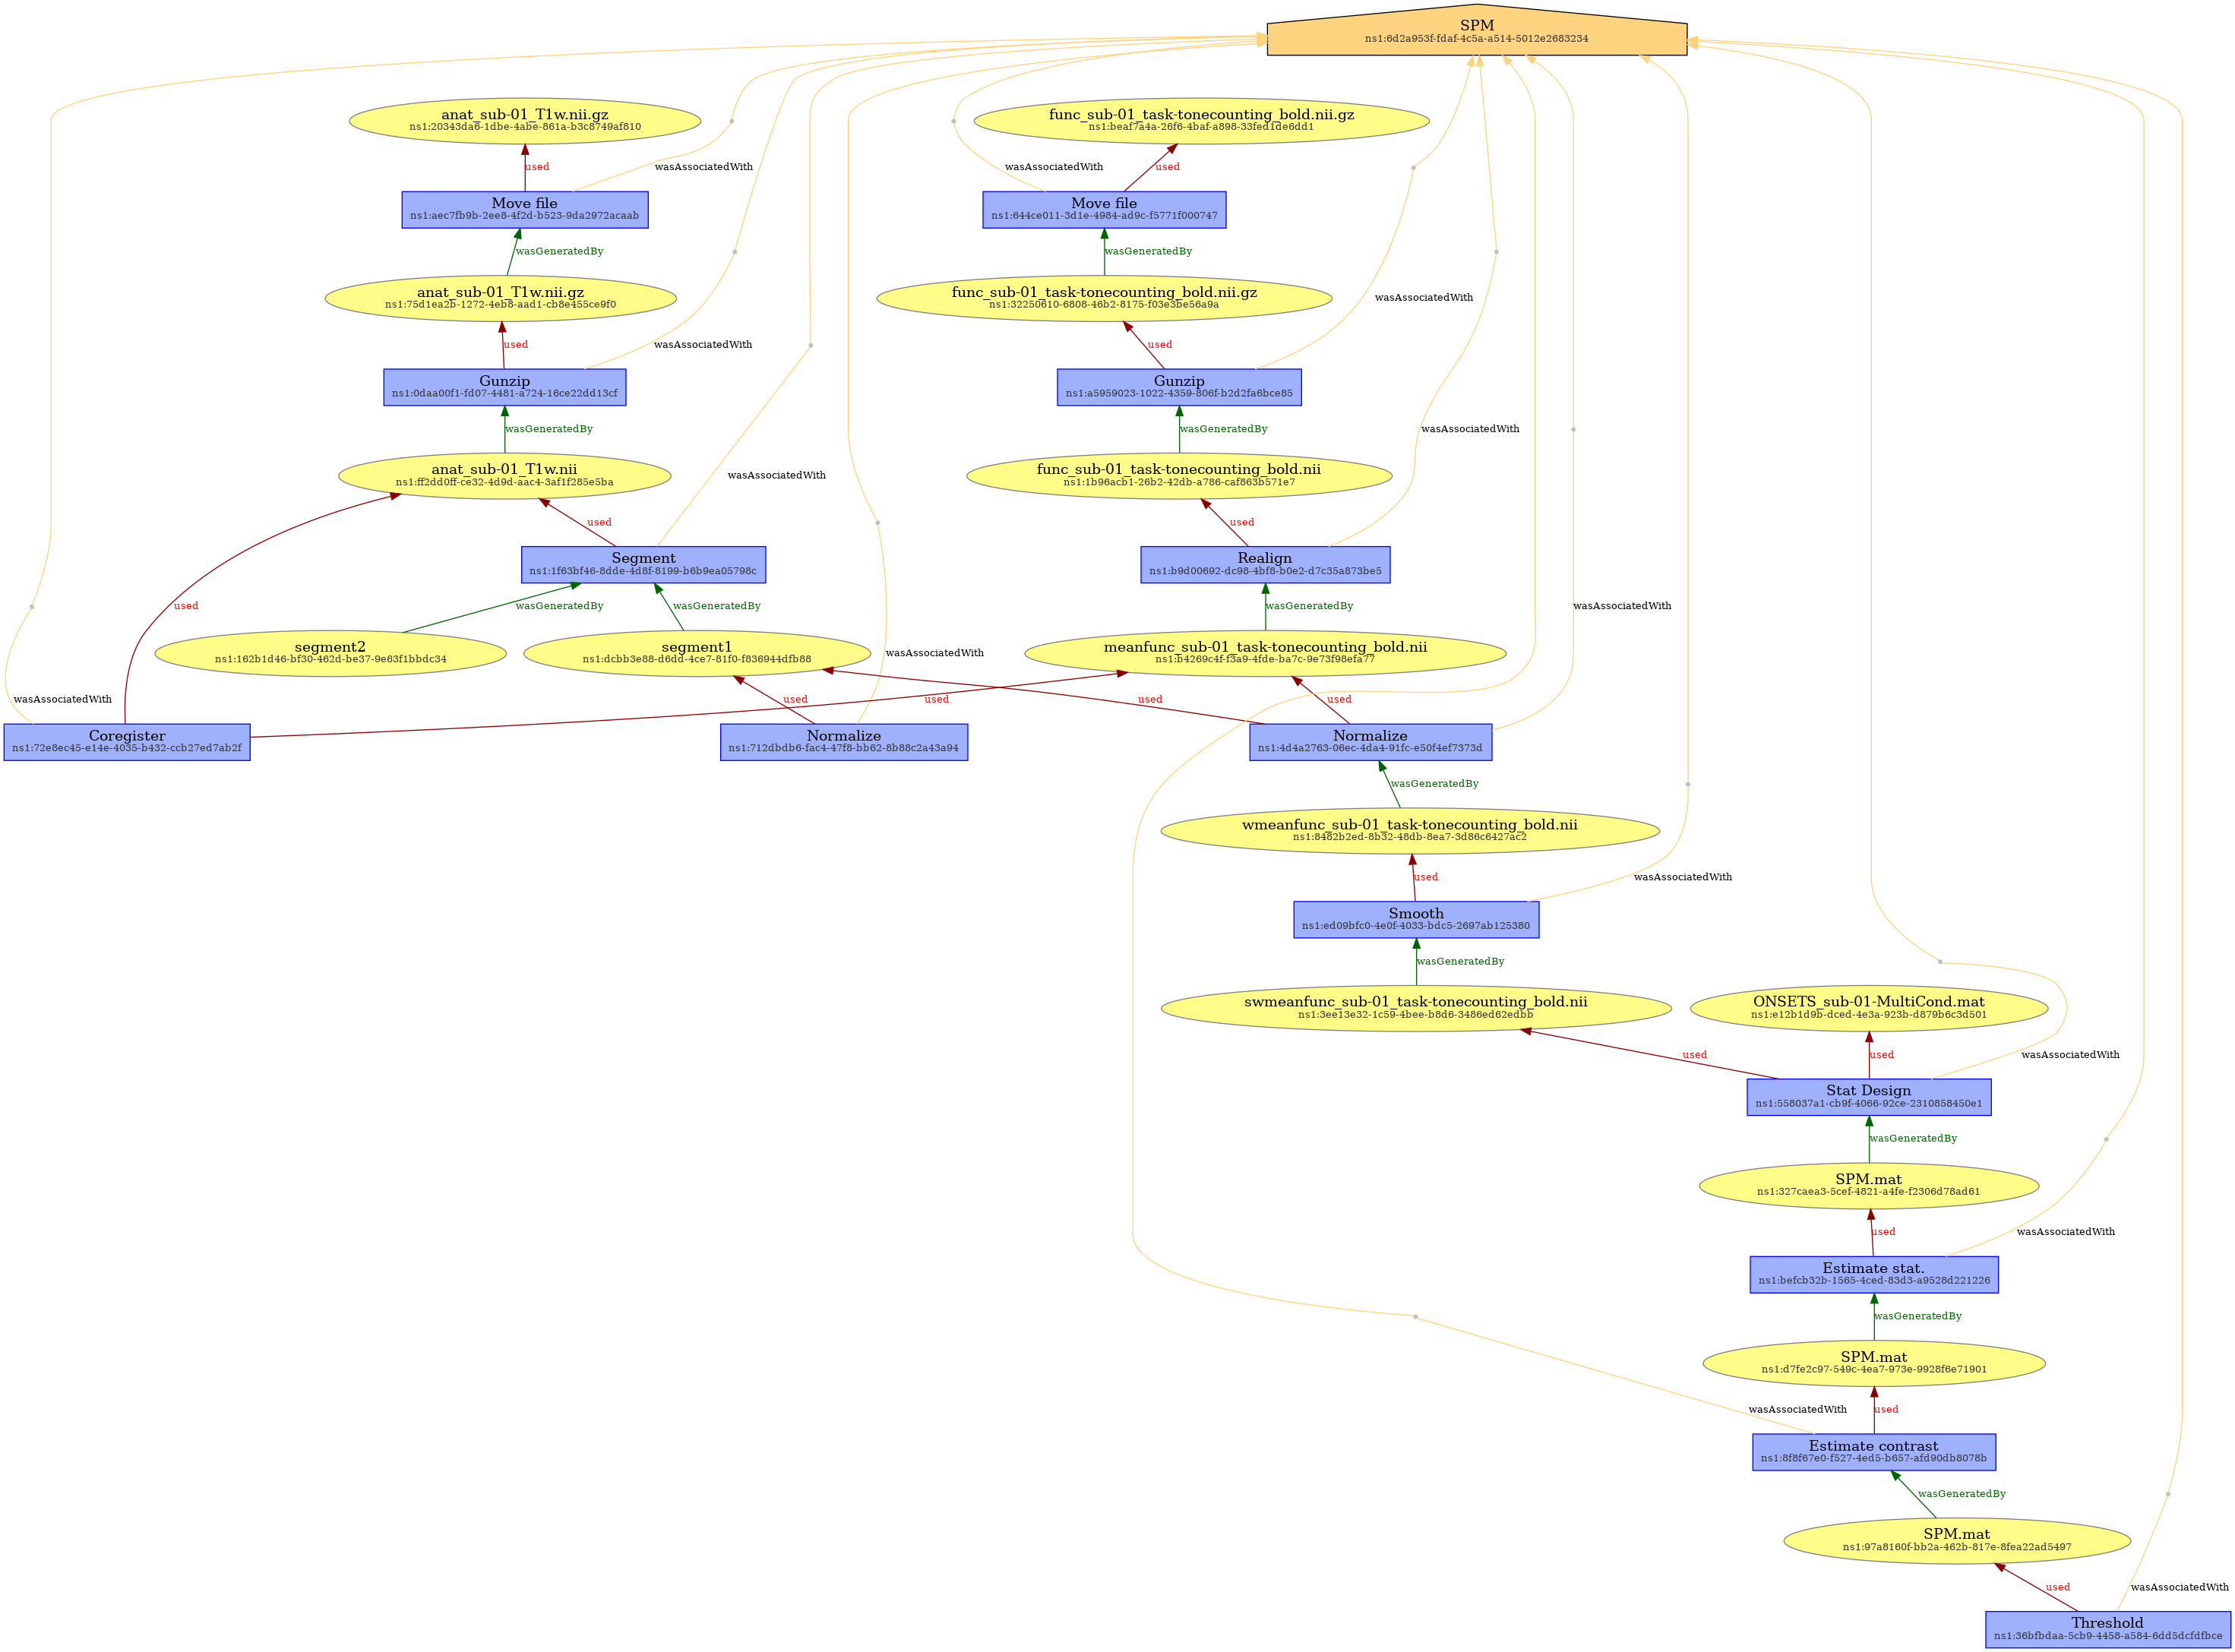 SPM
ns1:6d2a953f-fdaf-4c5a-a514-5012e2683234
anat_sub-01_T1w.nii.gz
ns1:20343da6-1dbe-4abe-861a-b3c8749af810
func_sub-01_task-tonecounting_bold.nii.gz
ns1:beaf7a4a-26f6-4baf-a898-33fed1de6dd1
used
wasAssociatedWith
wasAssociatedWith
used
Move file
ns1:aec7fb9b-2ee8-4f2d-b523-9da2972acaab
Move file
ns1:644ce011-3d1e-4984-ad9c-f5771f000747
wasGeneratedBy
wasGeneratedBy
anat_sub-01_T1w.nii.gz
ns1:75d1ea2b-1272-4eb8-aad1-cb8e455ce9f0
func_sub-01_task-tonecounting_bold.nii.gz
ns1:32250610-6808-46b2-8175-f03e3be56a9a
wasAssociatedWith
used
wasAssociatedWith
used
Gunzip
ns1:0daa00f1-fd07-4481-a724-16ce22dd13cf
Gunzip
ns1:a5959023-1022-4359-806f-b2d2fa6bce85
wasGeneratedBy
wasGeneratedBy
wasAssociatedWith
anat_sub-01_T1w.nii
ns1:ff2dd0ff-ce32-4d9d-aac4-3af1f285e5ba
wasAssociatedWith
func_sub-01_task-tonecounting_bold.nii
ns1:1b96acb1-26b2-42db-a786-caf863b571e7
used
used
Segment
ns1:1f63bf46-8dde-4d8f-8199-b6b9ea05798c
Realign
ns1:b9d00692-dc98-4bf8-b0e2-d7c35a873be5
used
wasGeneratedBy
wasGeneratedBy
wasGeneratedBy
wasAssociatedWith
segment2
ns1:162b1d46-bf30-462d-be37-9e63f1bbdc34
segment1
ns1:dcbb3e88-d6dd-4ce7-81f0-f836944dfb88
wasAssociatedWith
meanfunc_sub-01_task-tonecounting_bold.nii
ns1:b4269c4f-f3a9-4fde-ba7c-9e73f98efa77
wasAssociatedWith
used
used
used
used
Coregister
ns1:72e8ec45-e14e-4035-b432-ccb27ed7ab2f
Normalize
ns1:712dbdb6-fac4-47f8-bb62-8b88c2a43a94
Normalize
ns1:4d4a2763-06ec-4da4-91fc-e50f4ef7373d
wasGeneratedBy
wmeanfunc_sub-01_task-tonecounting_bold.nii
ns1:8482b2ed-8b32-48db-8ea7-3d86c6427ac2
used
wasAssociatedWith
Smooth
ns1:ed09bfc0-4e0f-4033-bdc5-2697ab125380
wasGeneratedBy
swmeanfunc_sub-01_task-tonecounting_bold.nii
ns1:3ee13e32-1c59-4bee-b8d6-3486ed62edbb
ONSETS_sub-01-MultiCond.mat
ns1:e12b1d9b-dced-4e3a-923b-d879b6c3d501
used
used
wasAssociatedWith
Stat Design
ns1:558037a1-cb9f-4066-92ce-2310858450e1
wasGeneratedBy
SPM.mat
ns1:327caea3-5cef-4821-a4fe-f2306d78ad61
used
wasAssociatedWith
Estimate stat.
ns1:befcb32b-1565-4ced-83d3-a9528d221226
wasGeneratedBy
SPM.mat
ns1:d7fe2c97-549c-4ea7-973e-9928f6e71901
wasAssociatedWith
used
Estimate contrast
ns1:8f8f67e0-f527-4ed5-b657-afd90db8078b
wasGeneratedBy
SPM.mat
ns1:97a8160f-bb2a-462b-817e-8fea22ad5497
used
wasAssociatedWith
Threshold
ns1:36bfbdaa-5cb9-4458-a584-6dd5dcfdfbce